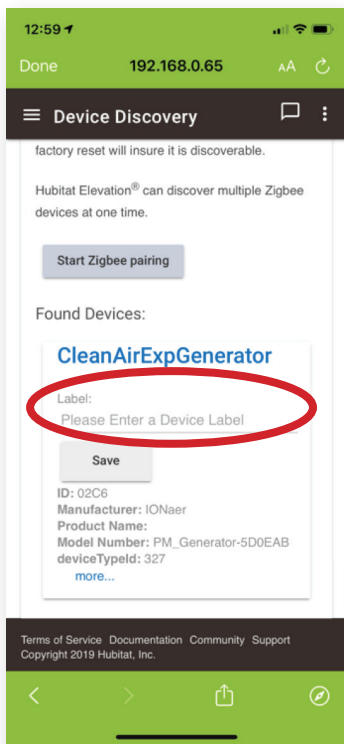 12:59
Done 192.168.0.65 AA
Device Discovery
factory reset will insure it is discoverable.
Hubitat Elevation® can discover multiple Zigbee
devices at one time.
Start Zigbee pairing
Found Devices:
CleanAirExpGenerator
Label:
Please Enter a Device Label
Save
ID: 02C6
Manufacturer: IONaer
Product Name:
Model Number: PM_Generator-5D0EAB
deviceTypeId: 327
more...
Terms of Service Documentation Community Support
Copyright 2019 Hubitat, Inc.